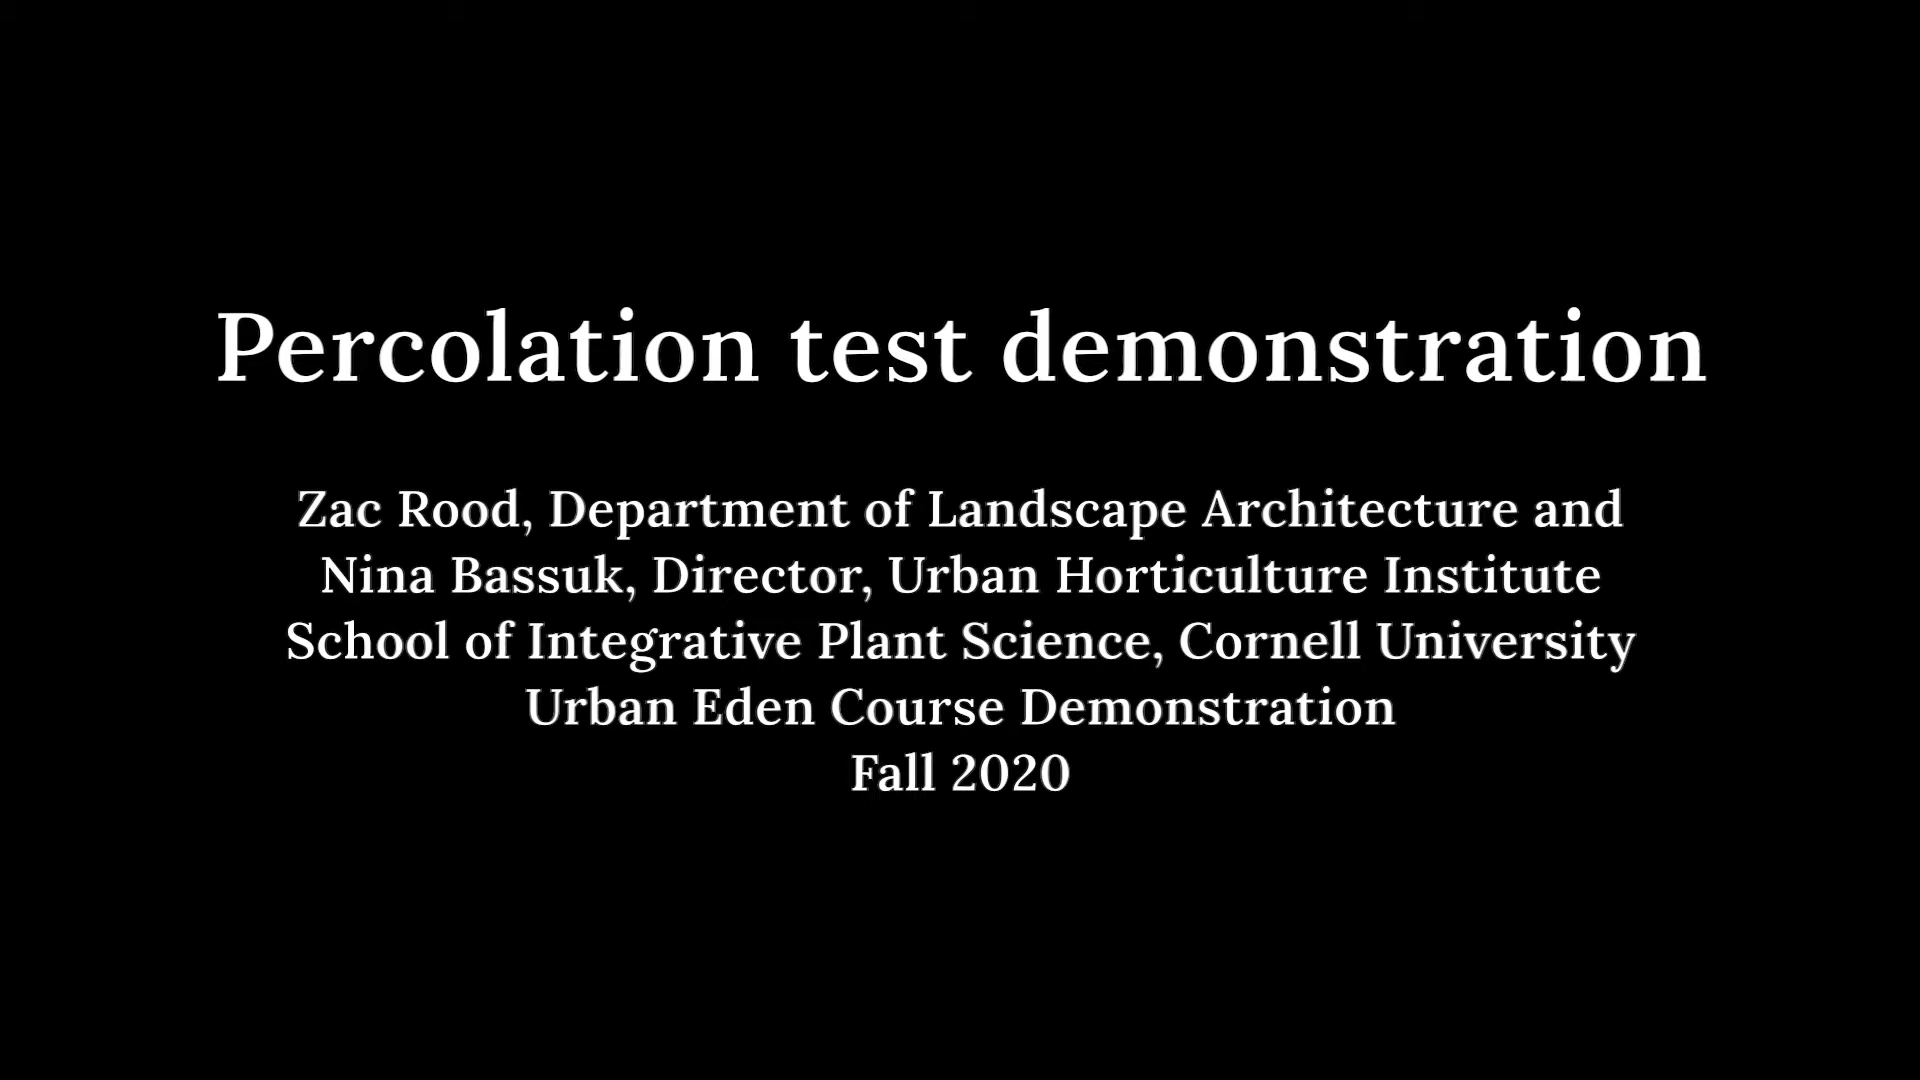 Percolation test demonstration
Zac Rood, Department of Landscape Architecture and
Nina Bassuk, Director, Urban Horticulture Institute
School of Integrative Plant Science, Cornell University
Urban Eden Course Demonstration
Fall 2020